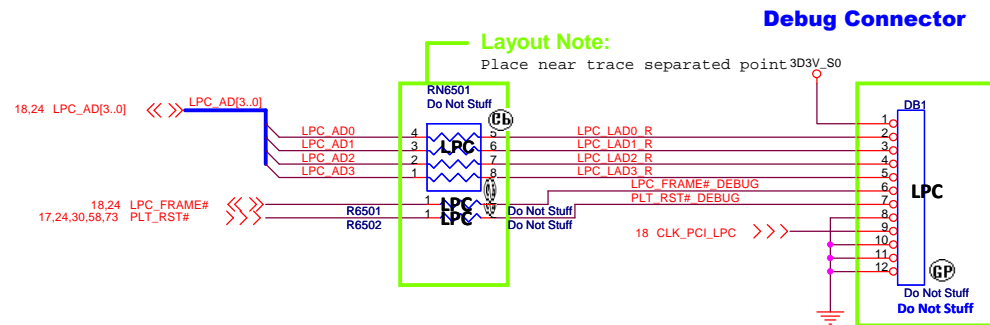 Debug Connector
Layout Note:
Place near trace separated point
3D3V_S0
RN6501
Do Not Stuff
DB1
18,24 LPC_AD[3..0]
LPC_AD[3..0]
LPC_AD0 4 5 LPC_LAD0_R
LPC_AD1 3 6 LPC_LAD1_R
LPC_AD2 2 7 LPC_LAD2_R
LPC_AD3 1 8 LPC_LAD3_R
LPC
18,24 LPC_FRAME#
R6501
1
LPC
Do Not Stuff
LPC_FRAME#_DEBUG
17,24,30,58,73 PLT_RST#
R6502
1
LPC
Do Not Stuff
PLT_RST#_DEBUG
18 CLK_PCI_LPC
1
2
3
4
5
6
7
8
9
10
11
12
LPC
GP
Do Not Stuff
Do Not Stuff